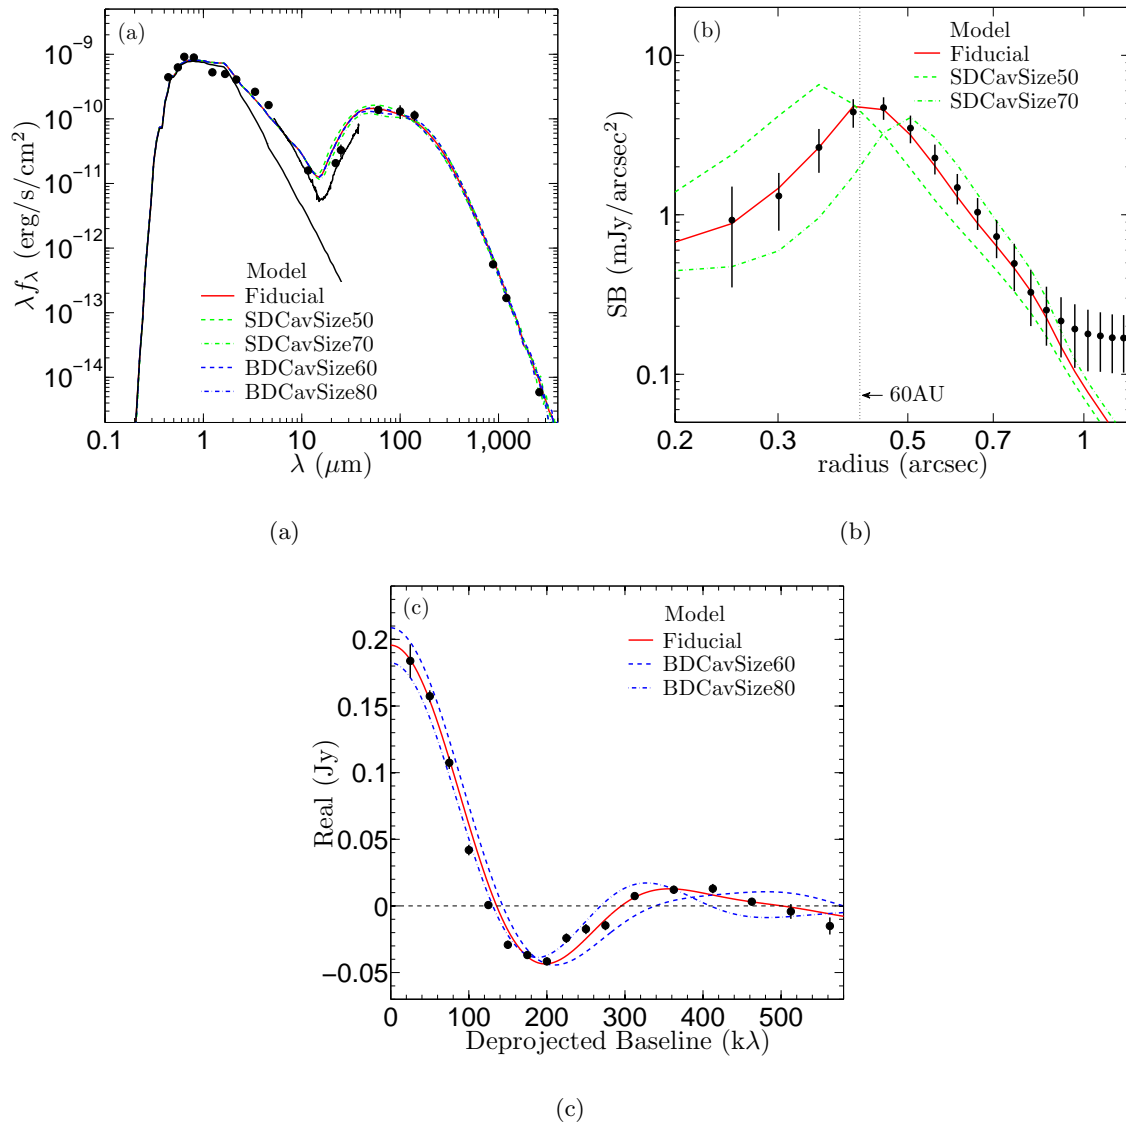 (a)
λf_λ (erg/s/cm²)
10⁻⁹
10⁻¹⁰
10⁻¹¹
10⁻¹²
10⁻¹³
10⁻¹⁴
Model
Fiducial
SDCavSize50
SDCavSize70
BDCavSize60
BDCavSize80
0.1 1 10 100 1,000
λ (μm)
(a)
(b)
SB (mJy/arcsec²)
10
1
0.1
Model
Fiducial
SDCavSize50
SDCavSize70
60AU
0.2 0.3 0.5 0.7 1
radius (arcsec)
(b)
(c)
Real (Jy)
0.2
0.15
0.1
0.05
0
−0.05
Model
Fiducial
BDCavSize60
BDCavSize80
0 100 200 300 400 500
Deprojected Baseline (kλ)
(c)